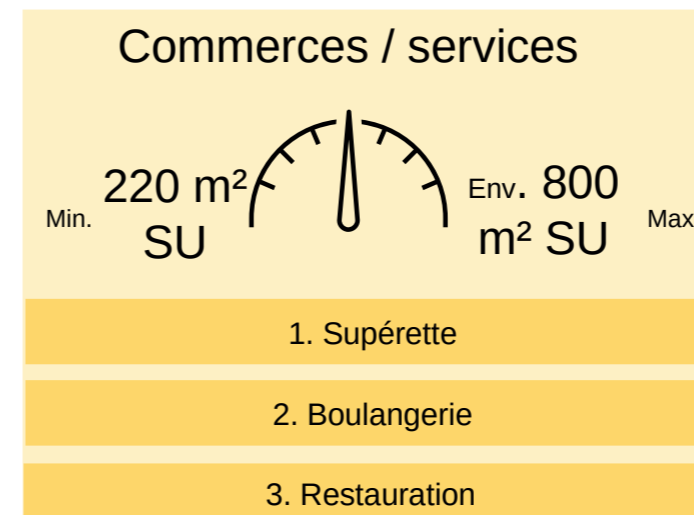 Commerces / services
Min. 220 m² SU
Env. 800 m² SU Max
1. Supérette
2. Boulangerie
3. Restauration